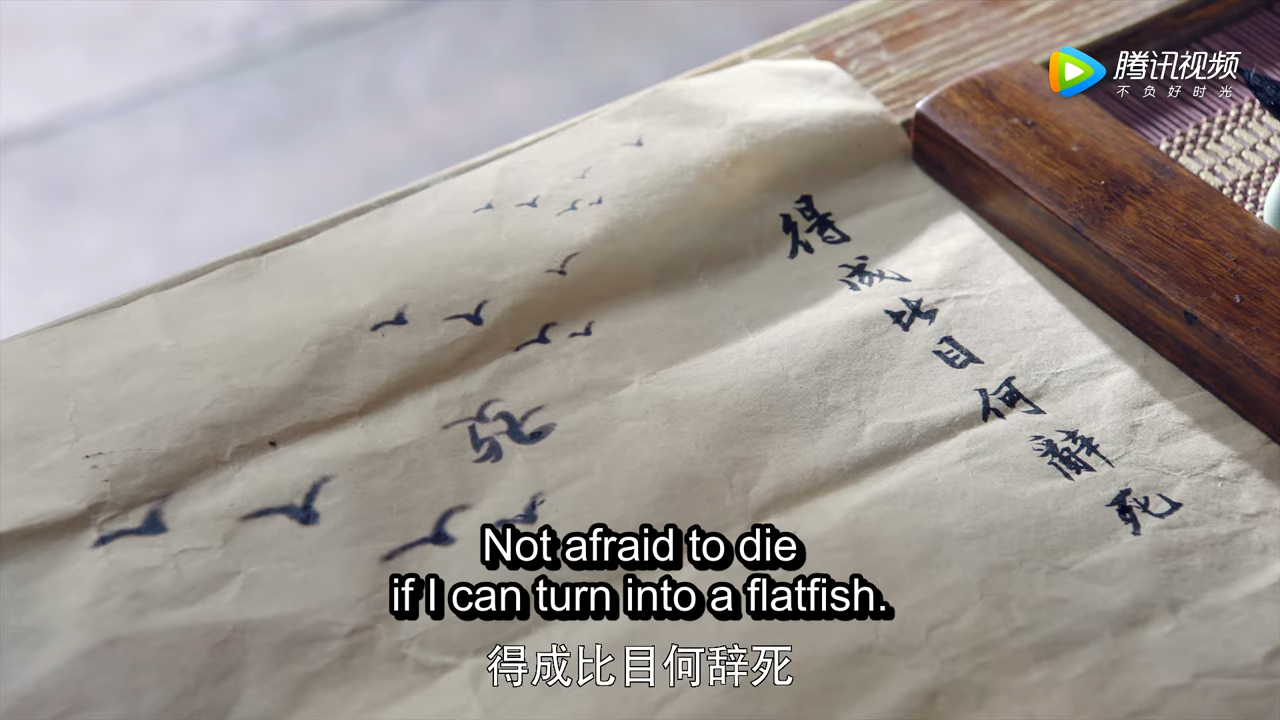 腾讯视频
不负好时光
得成比目何辭死
Not afraid to die
if I can turn into a flatfish.
得成比目何辞死